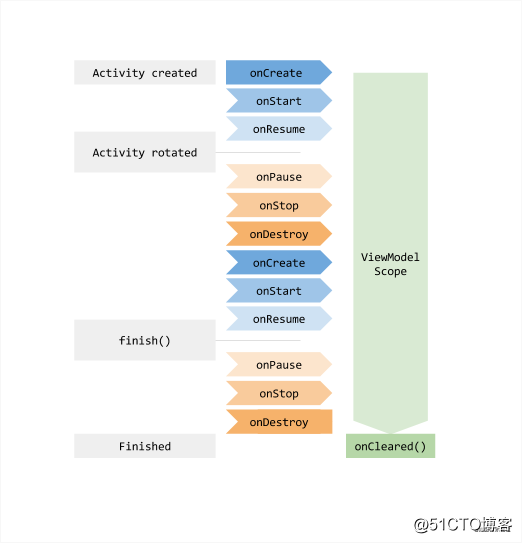 Activity created
onCreate
onStart
onResume
Activity rotated
onPause
onStop
onDestroy
onCreate
ViewModel
Scope
onStart
onResume
finish()
onPause
onStop
onDestroy
Finished
onCleared()
@51CTO博客